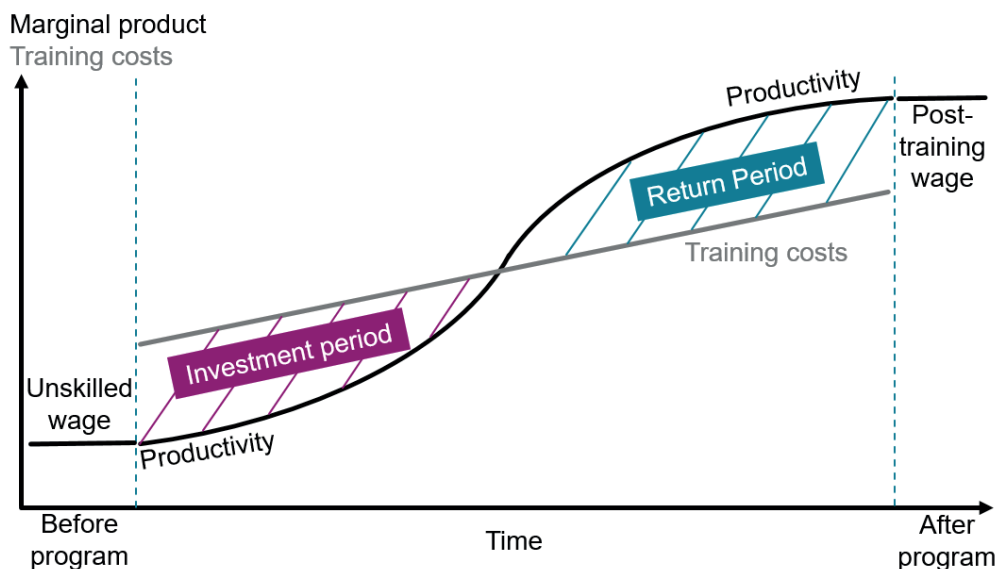 Marginal product
Training costs
Productivity
Post-
training
wage
Return Period
Training costs
Investment period
Unskilled
wage
Productivity
Before
program
Time
After
program